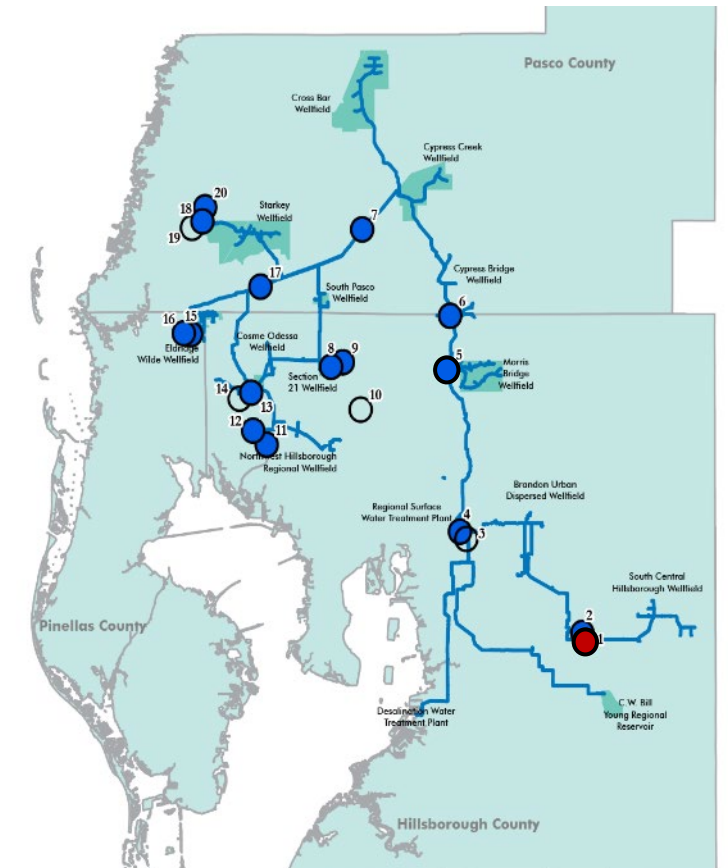 Pasco County
Cross Bar
Wellfield
Cypress Creek
Wellfield
20
18
19
Starkey
Wellfield
7
17
Cypress Bridge
Wellfield
South Pasco
Wellfield
6
16
15
Eldridge
Wilde Wellfield
Cosme Odessa
Wellfield
8
9
Section
21 Wellfield
5
Morris
Bridge
Wellfield
14
13
10
12
11
Northwest Hillsborough
Regional Wellfield
Brandon Urban
Dispersed Wellfield
Regional Surface
Water Treatment Plant
4
3
South Central
Hillsborough Wellfield
2
1
Pinellas County
Desalination Water
Treatment Plant
C.W. Bill
Young Regional
Reservoir
Hillsborough County